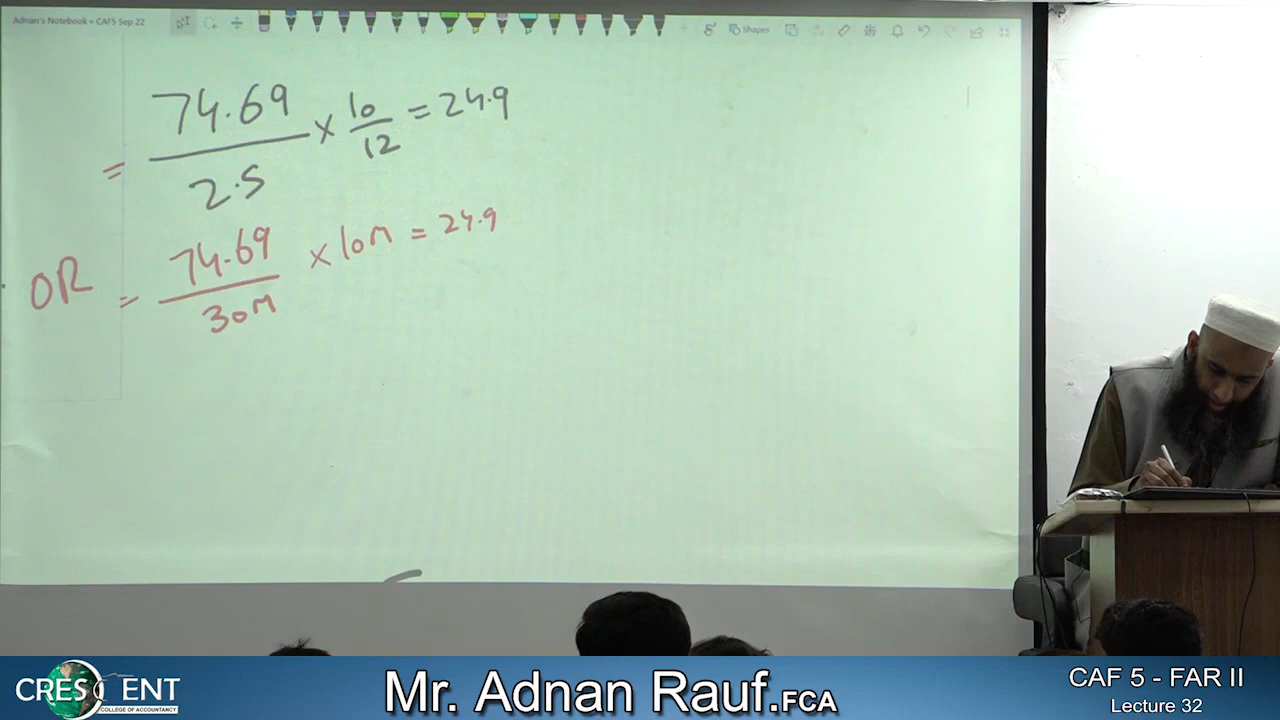 Adnan's Notebook • CAF5 Sep 22
Shapes
= 74.69 / 2.5 × 10/12 = 24.9
OR = 74.69 / 30M × 10M = 24.9
CRESCENT
COLLEGE OF ACCOUNTANCY
Mr. Adnan Rauf.FCA
CAF 5 - FAR II
Lecture 32